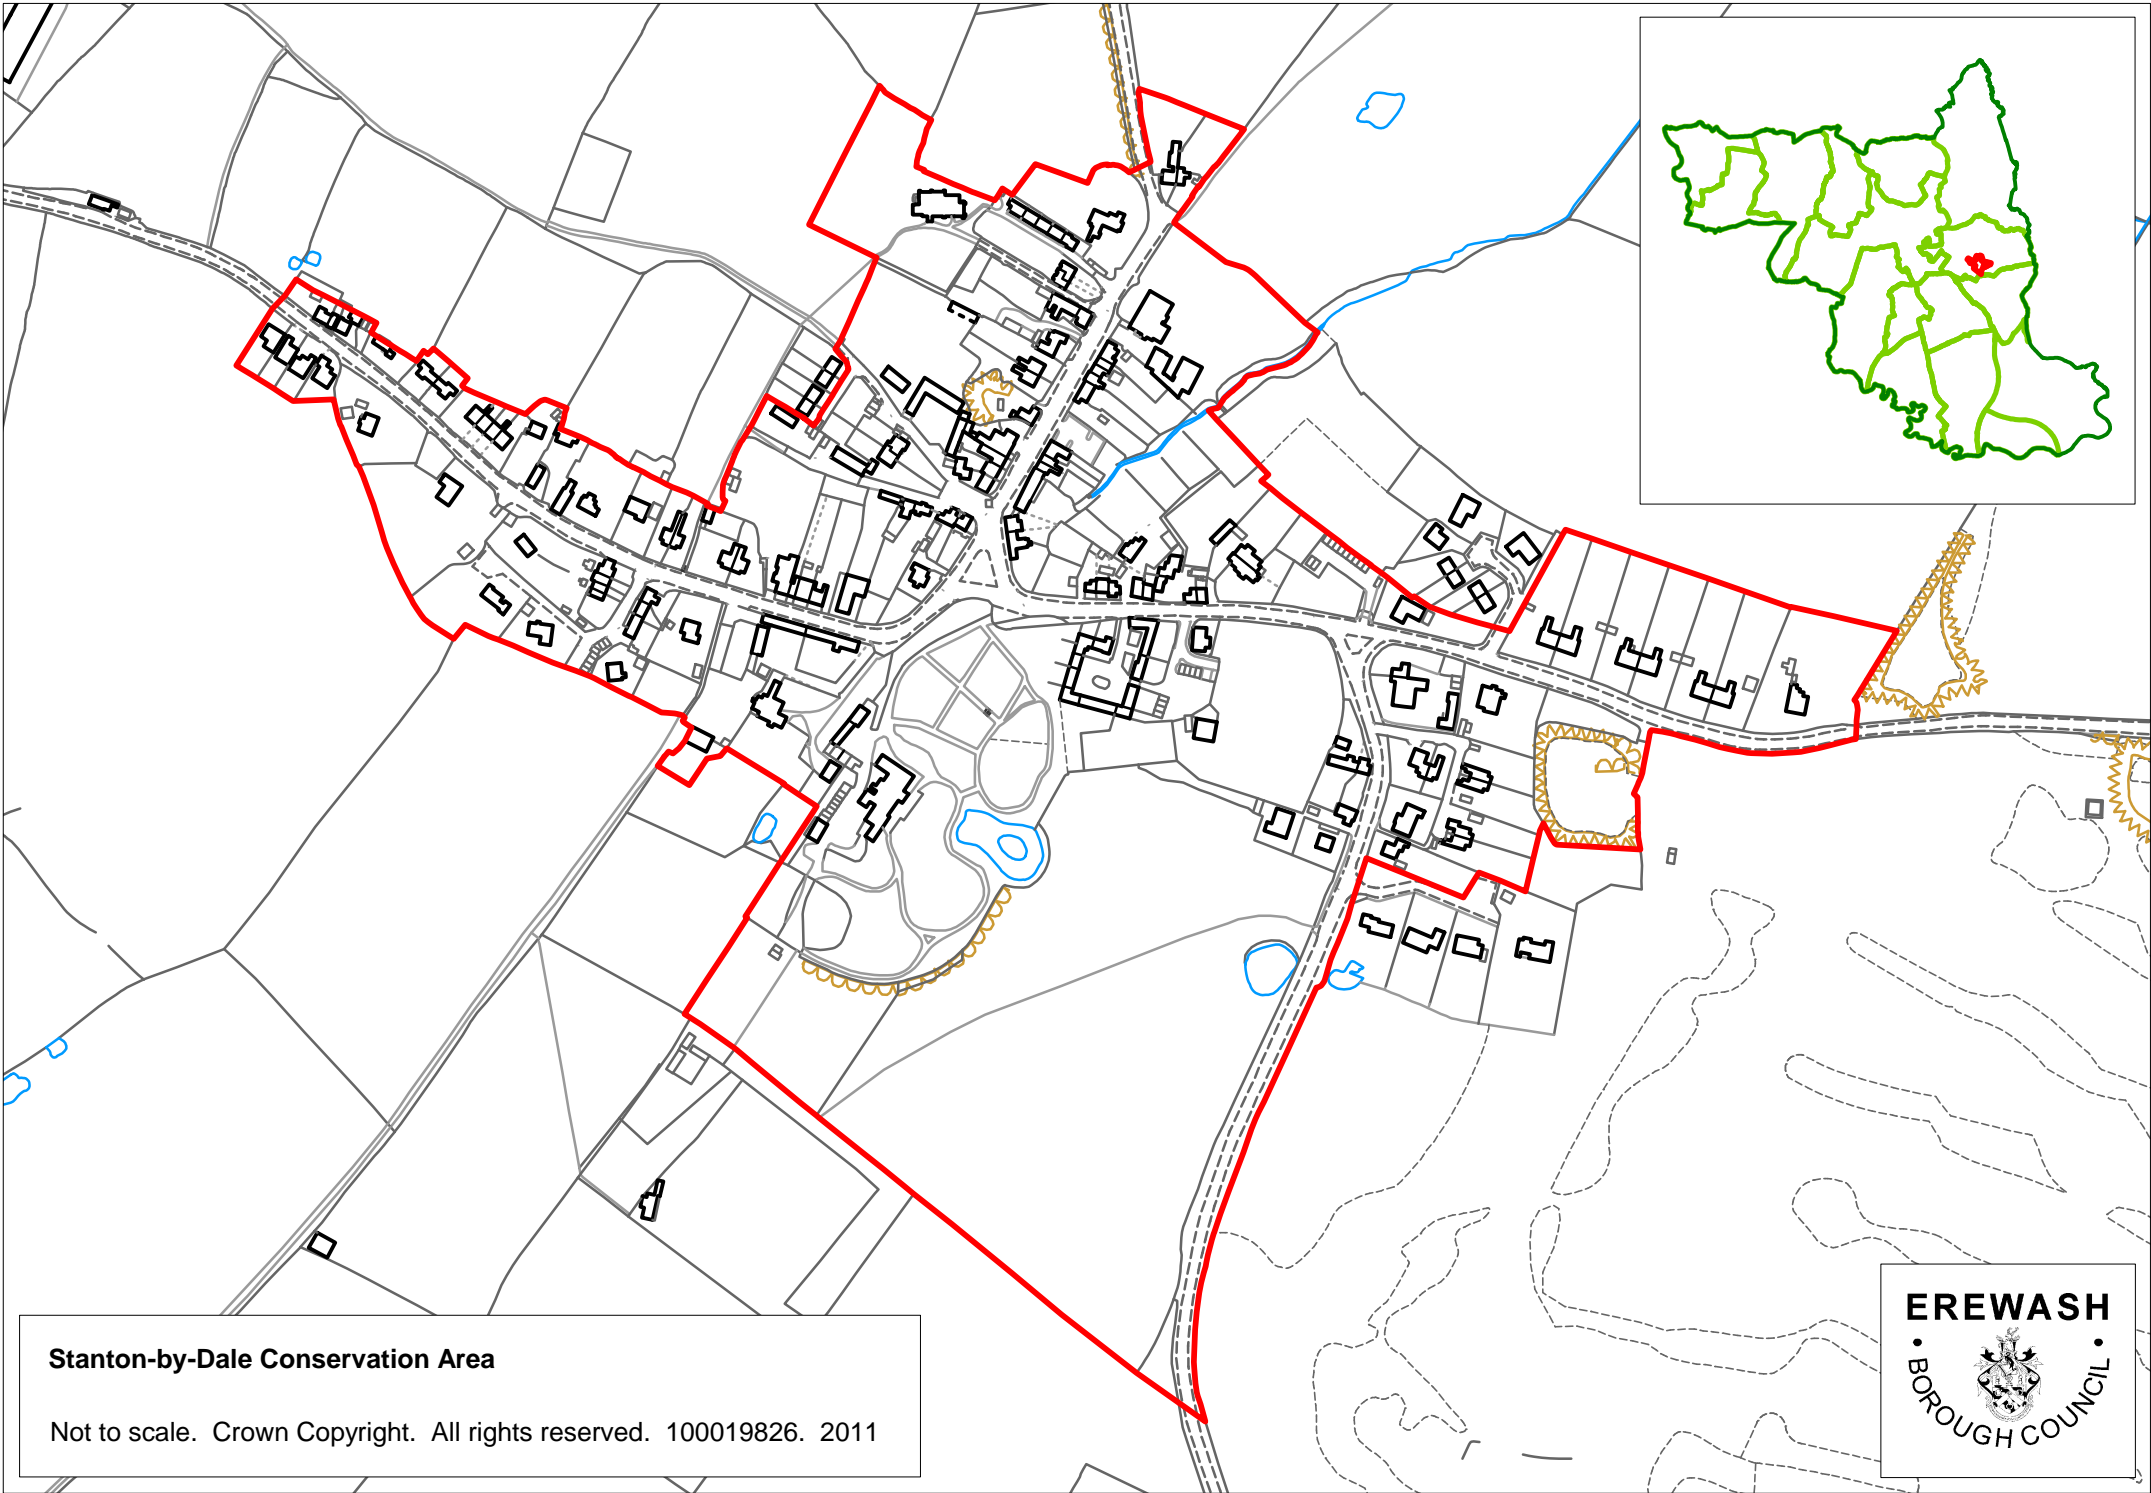 Stanton-by-Dale Conservation Area
Not to scale. Crown Copyright. All rights reserved. 100019826. 2011
EREWASH
• BOROUGH COUNCIL •